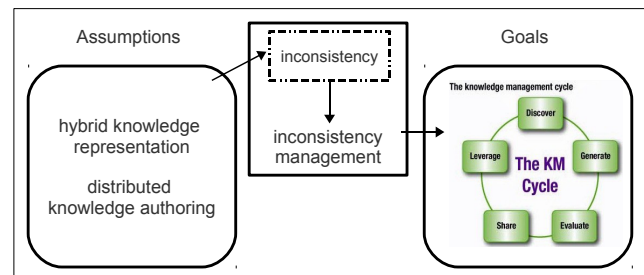 Assumptions
hybrid knowledge
representation
distributed
knowledge authoring
inconsistency
inconsistency
management
Goals
The knowledge management cycle
Discover
Leverage
Generate
The KM
Cycle
Share
Evaluate